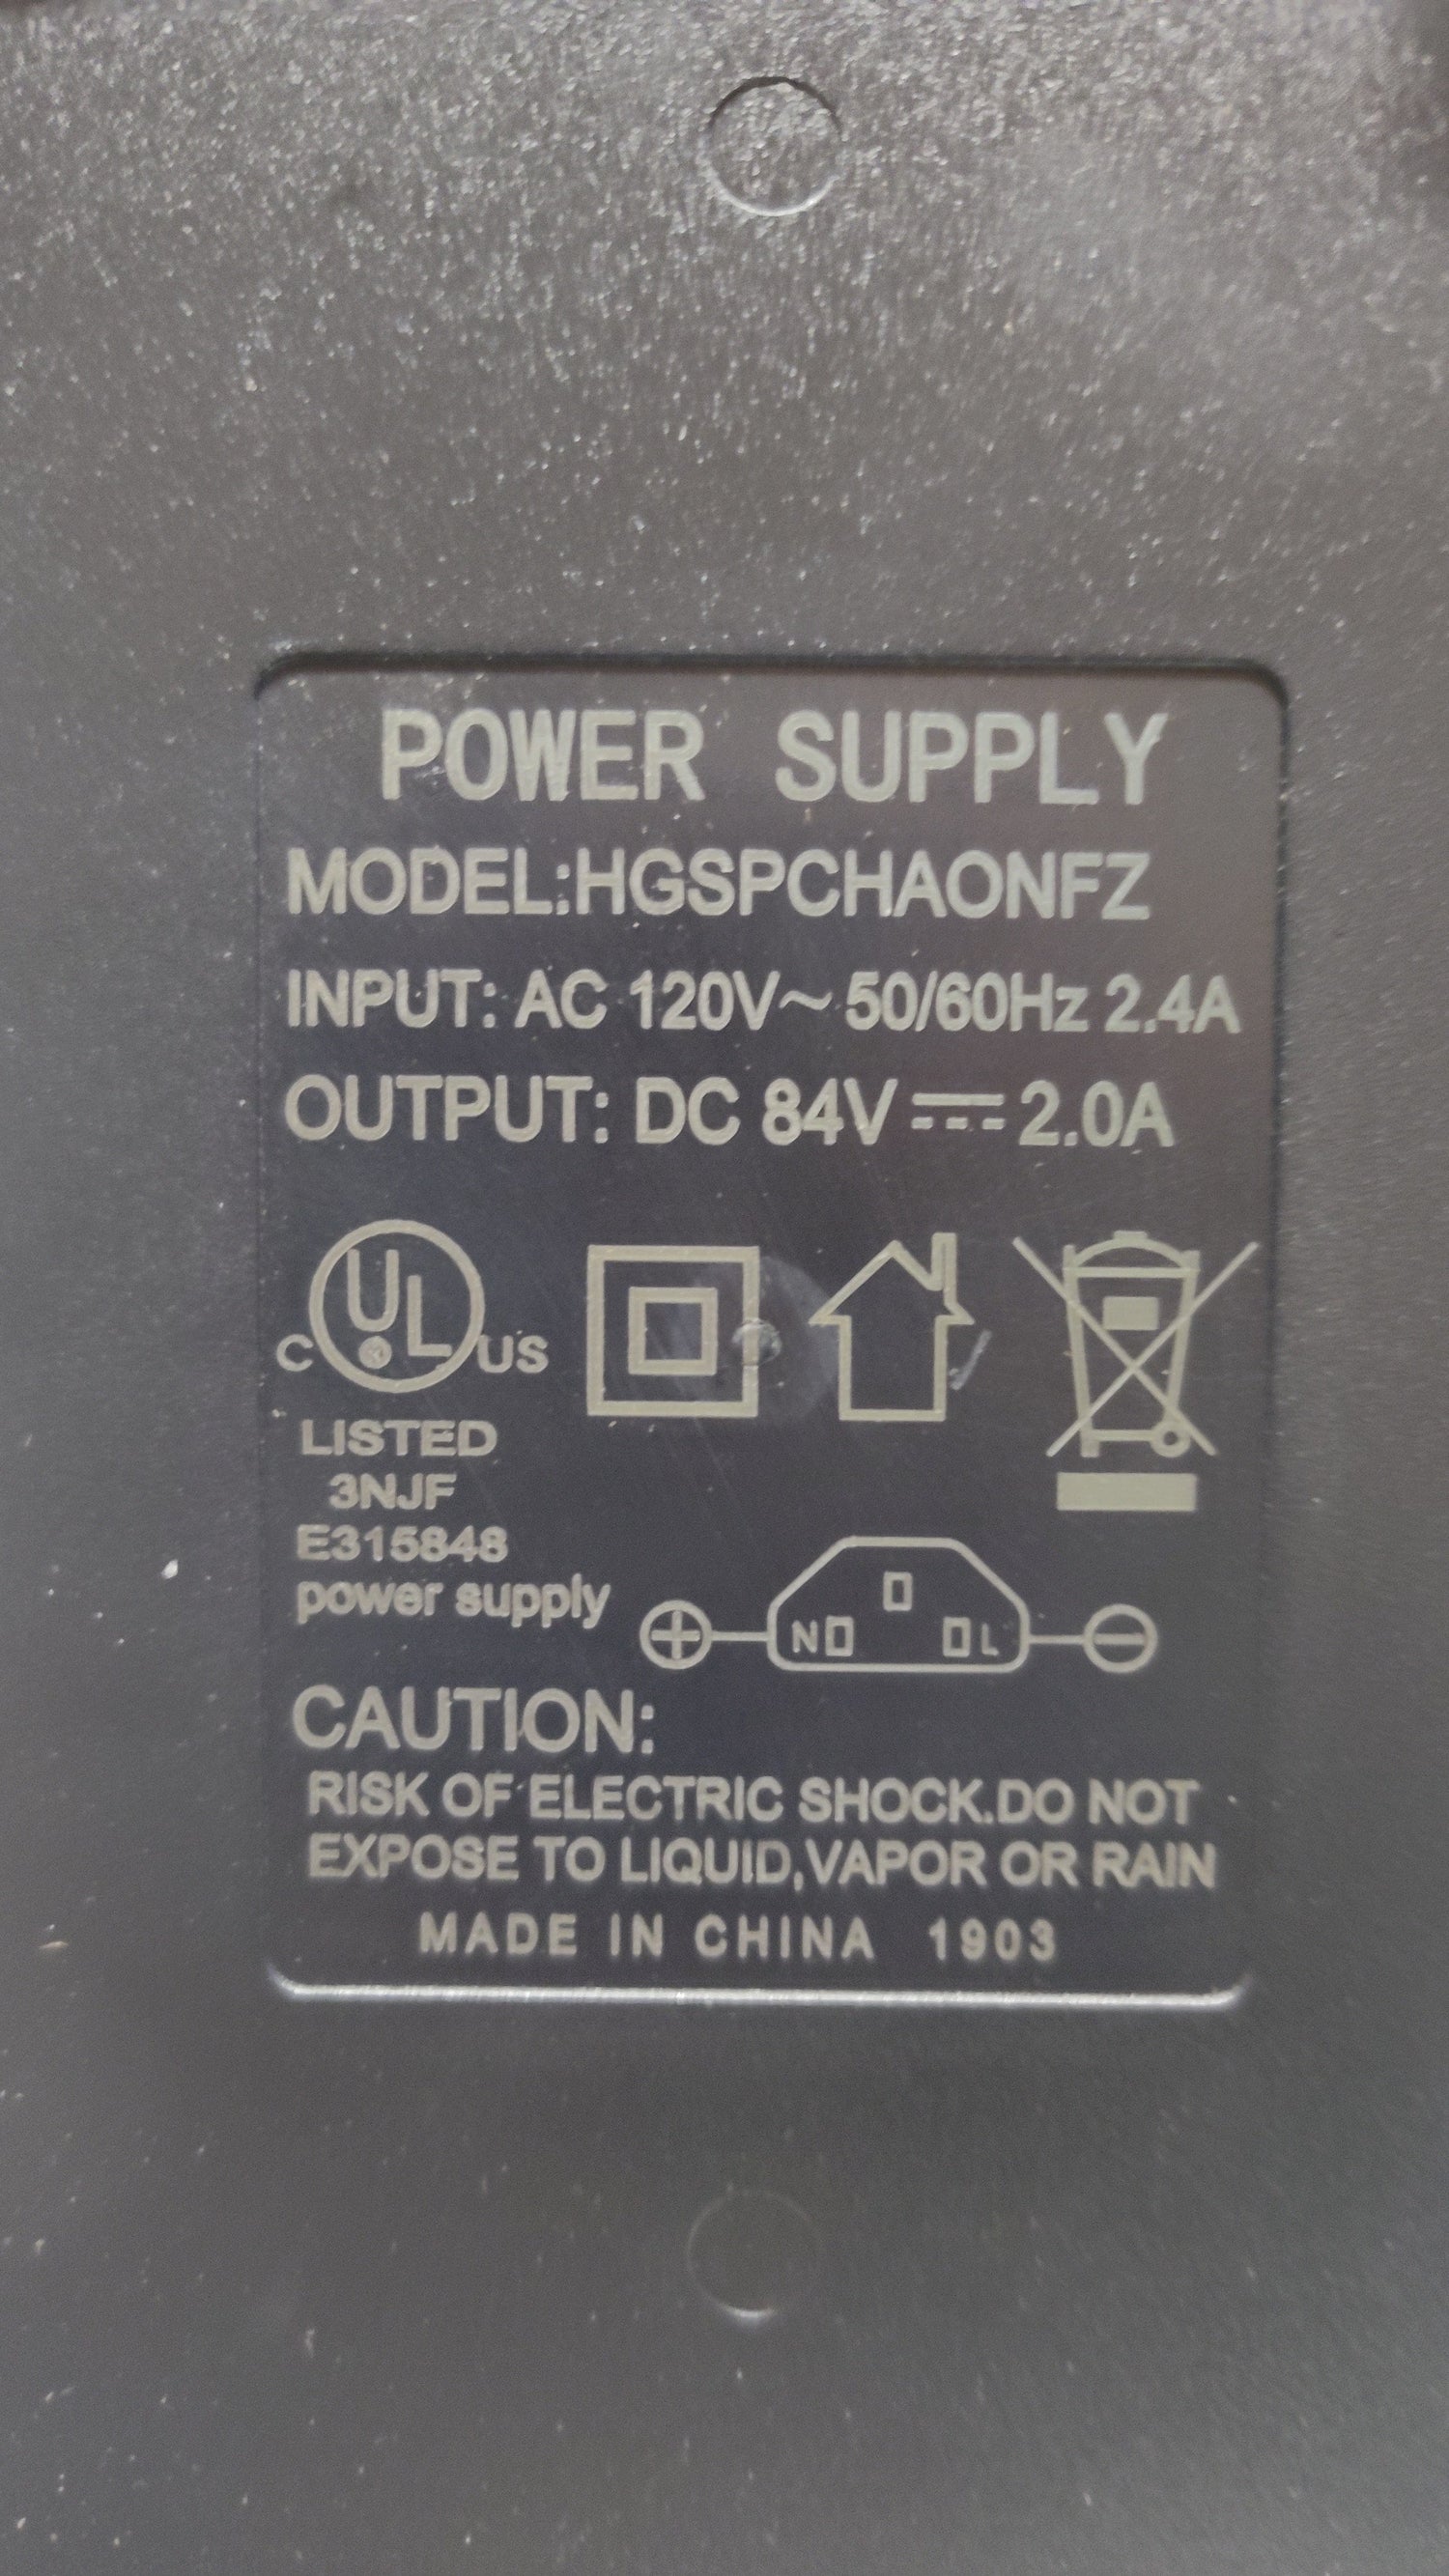 POWER SUPPLY
MODEL:HGSPCHAONFZ
INPUT: AC 120V~ 50/60Hz 2.4A
OUTPUT: DC 84V⎓2.0A
C UL US
LISTED
3NJF
E315848
power supply
N L
CAUTION:
RISK OF ELECTRIC SHOCK.DO NOT
EXPOSE TO LIQUID,VAPOR OR RAIN
MADE IN CHINA 1903